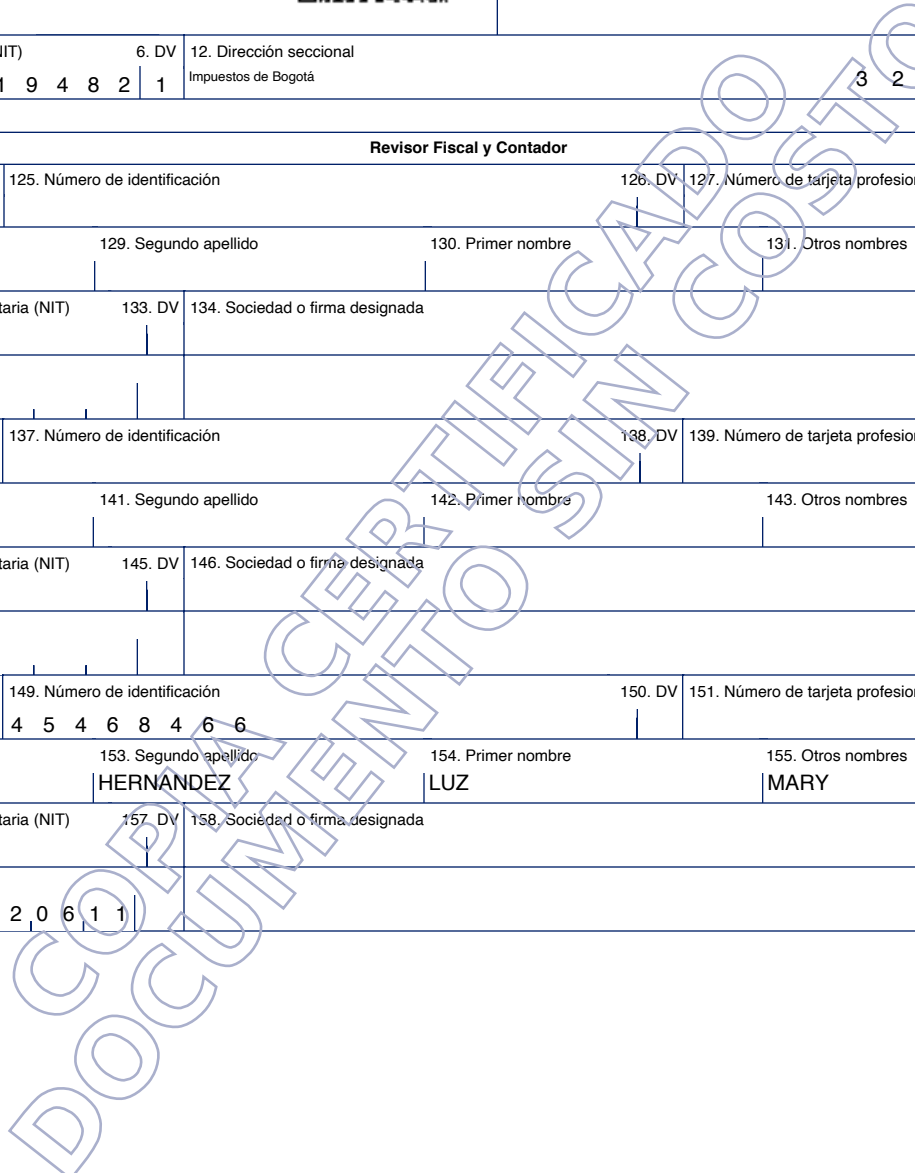 NIT) 6. DV 12. Dirección seccional
1 9 4 8 2 1 Impuestos de Bogotá 3 2
Revisor Fiscal y Contador
125. Número de identificación 126. DV 127. Número de tarjeta profesion
129. Segundo apellido 130. Primer nombre 131. Otros nombres
taria (NIT) 133. DV 134. Sociedad o firma designada
137. Número de identificación 138. DV 139. Número de tarjeta profesion
141. Segundo apellido 142. Primer nombre 143. Otros nombres
taria (NIT) 145. DV 146. Sociedad o firma designada
149. Número de identificación 150. DV 151. Número de tarjeta profesion
4 5 4 6 8 4 6 6
153. Segundo apellido 154. Primer nombre 155. Otros nombres
HERNANDEZ LUZ MARY
taria (NIT) 157. DV 158. Sociedad o firma designada
2 0 6 1 1
COPIA CERTIFICADO
DOCUMENTO SIN COSTO